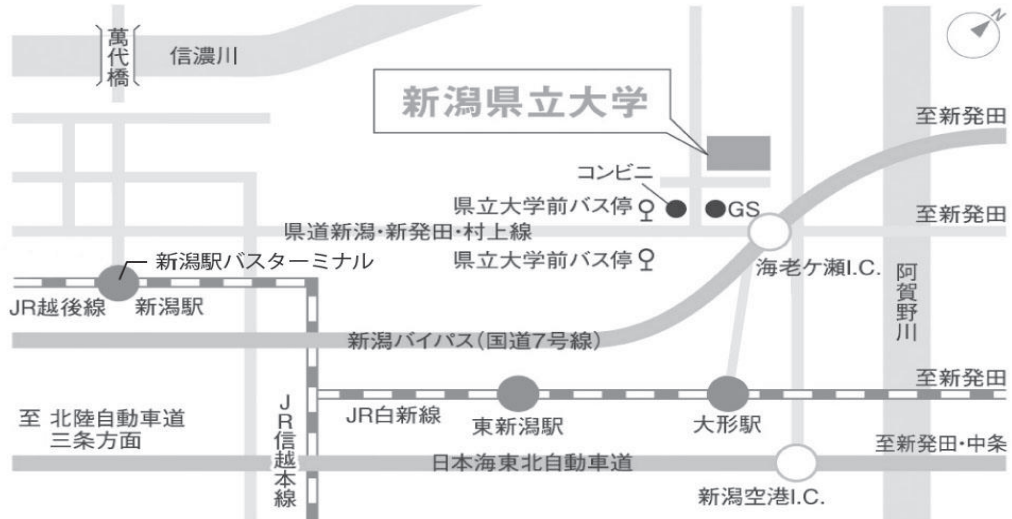 N
萬代橋
信濃川
新潟県立大学
至新発田
コンビニ
県立大学前バス停
GS
至新発田
県道新潟・新発田・村上線
県立大学前バス停
海老ケ瀬I.C.
新潟駅バスターミナル
阿賀野川
JR越後線
新潟駅
新潟バイパス(国道7号線)
至新発田
JR白新線
東新潟駅
大形駅
至 北陸自動車道
三条方面
JR信越本線
至新発田・中条
日本海東北自動車道
新潟空港I.C.